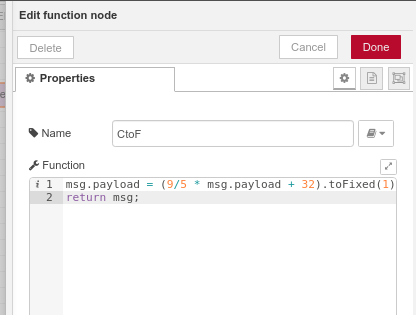 Edit function node
Delete
Cancel
Done
Properties
Name
CtoF
Function
i 1 msg.payload = (9/5 * msg.payload + 32).toFixed(1)
2 return msg;